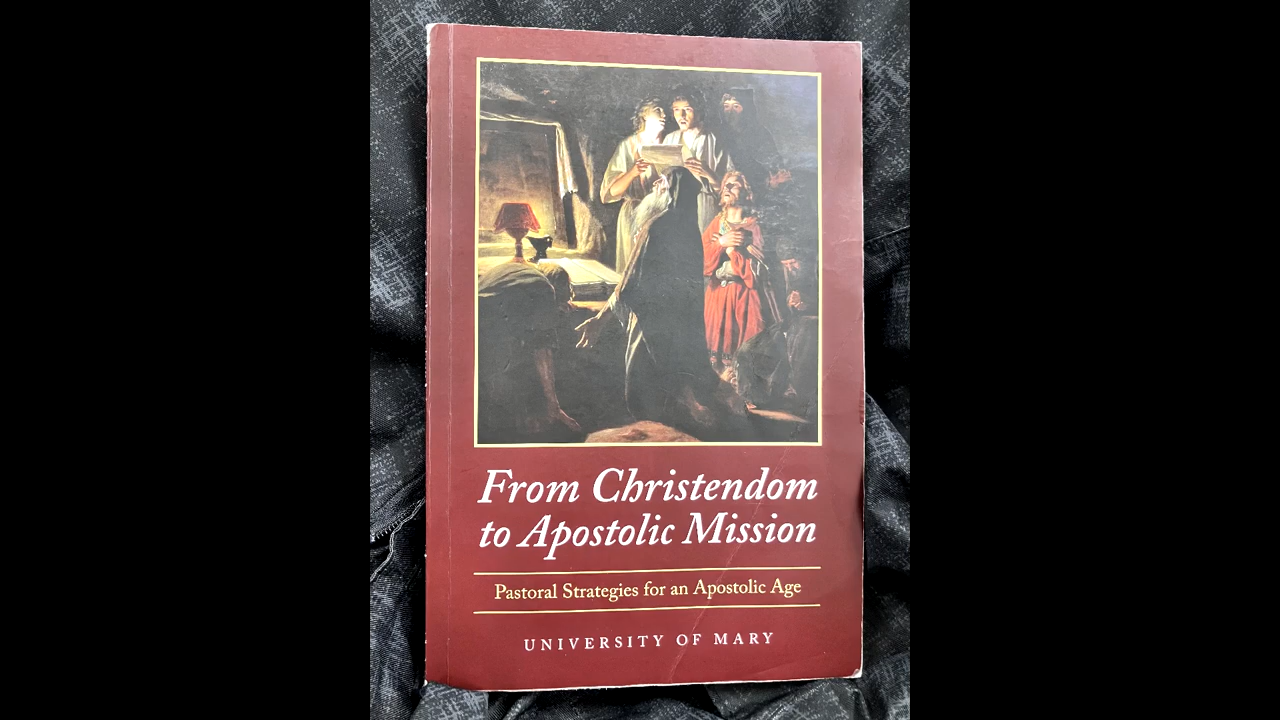 From Christendom
to Apostolic Mission
Pastoral Strategies for an Apostolic Age
UNIVERSITY OF MARY